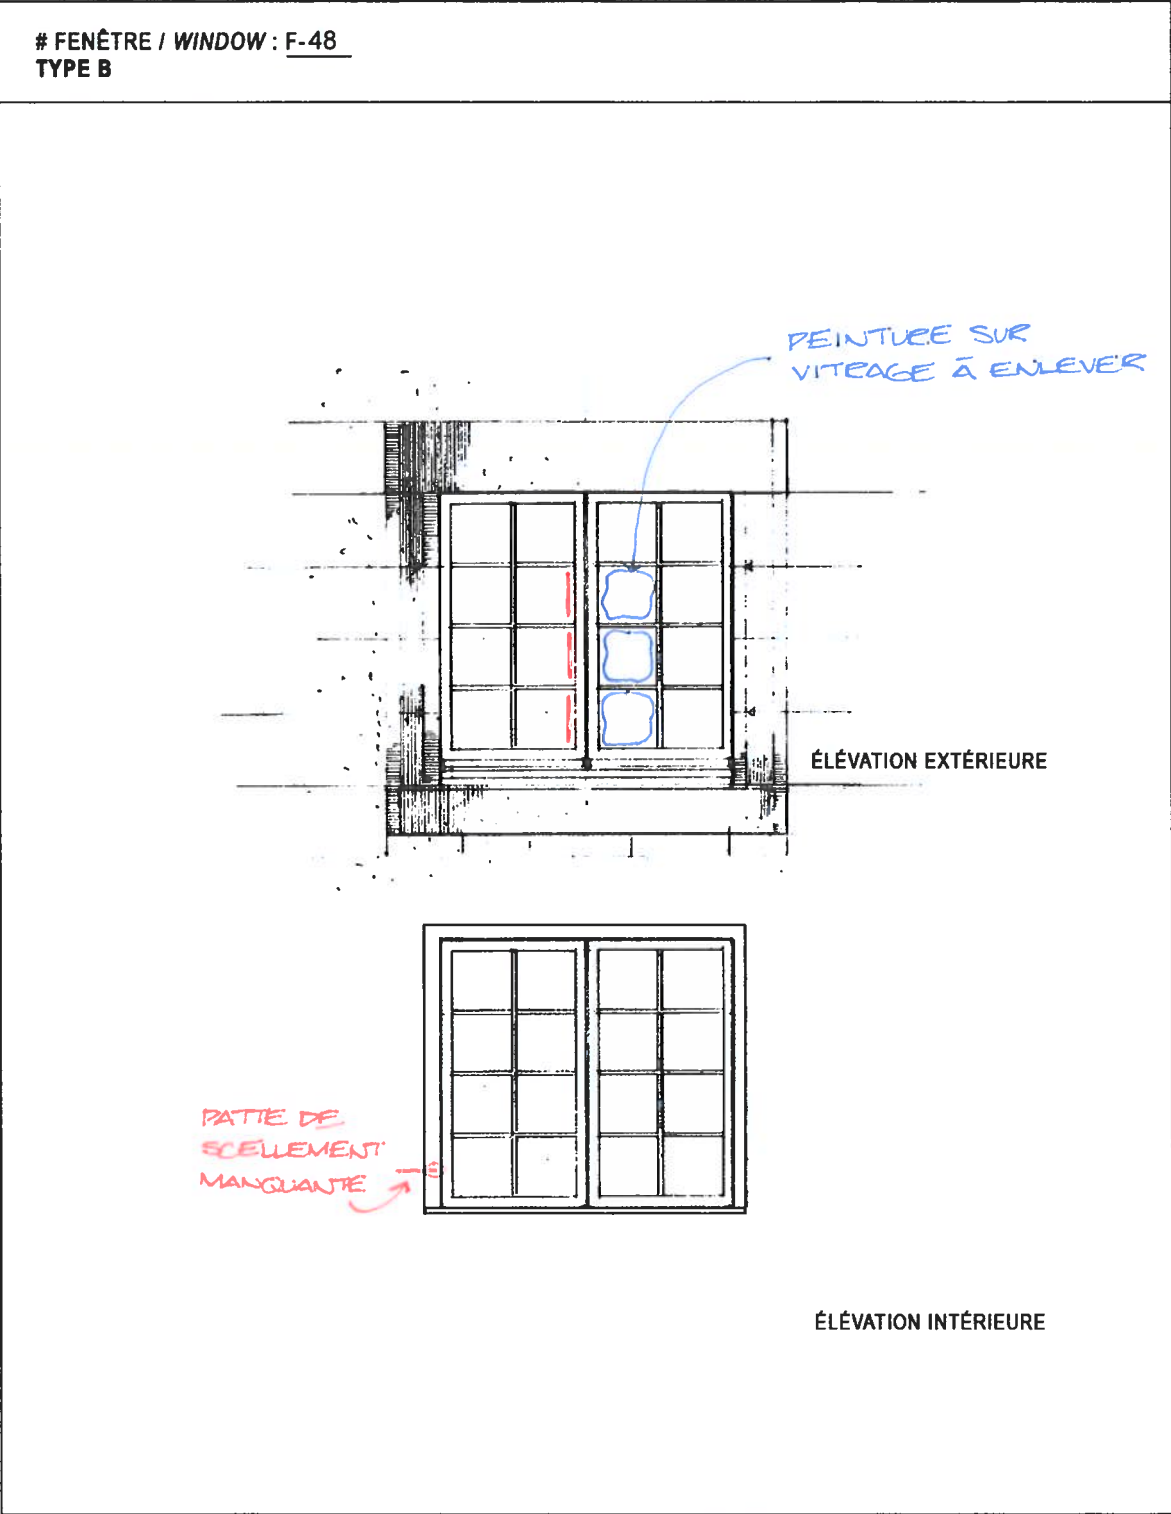 # FENÊTRE / WINDOW : F-48
TYPE B
PEINTURE SUR
VITRAGE À ENLEVER
ÉLÉVATION EXTÉRIEURE
PATTE DE
SCELLEMENT
MANQUANTE
ÉLÉVATION INTÉRIEURE